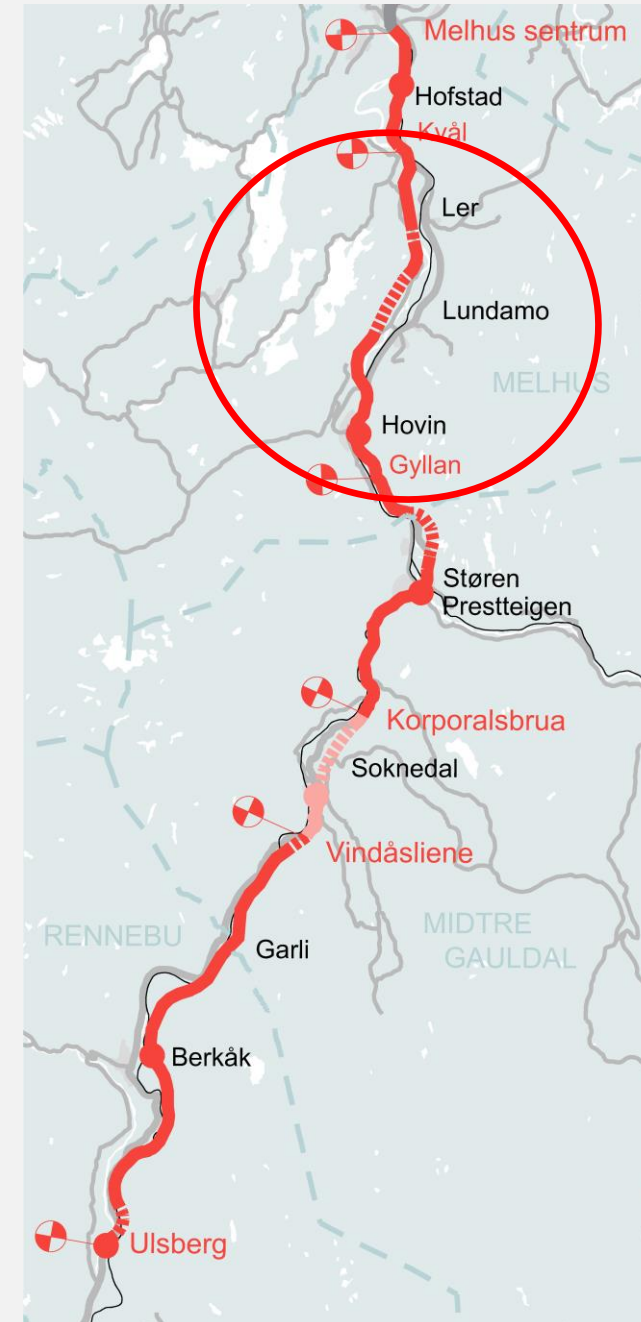 Melhus sentrum
Hofstad
Kvål
Ler
Lundamo
MELHUS
Hovin
Gyllan
Støren
Prestteigen
Korporalsbrua
Soknedal
Vindåsliene
RENNEBU
MIDTRE
GAULDAL
Garli
Berkåk
Ulsberg